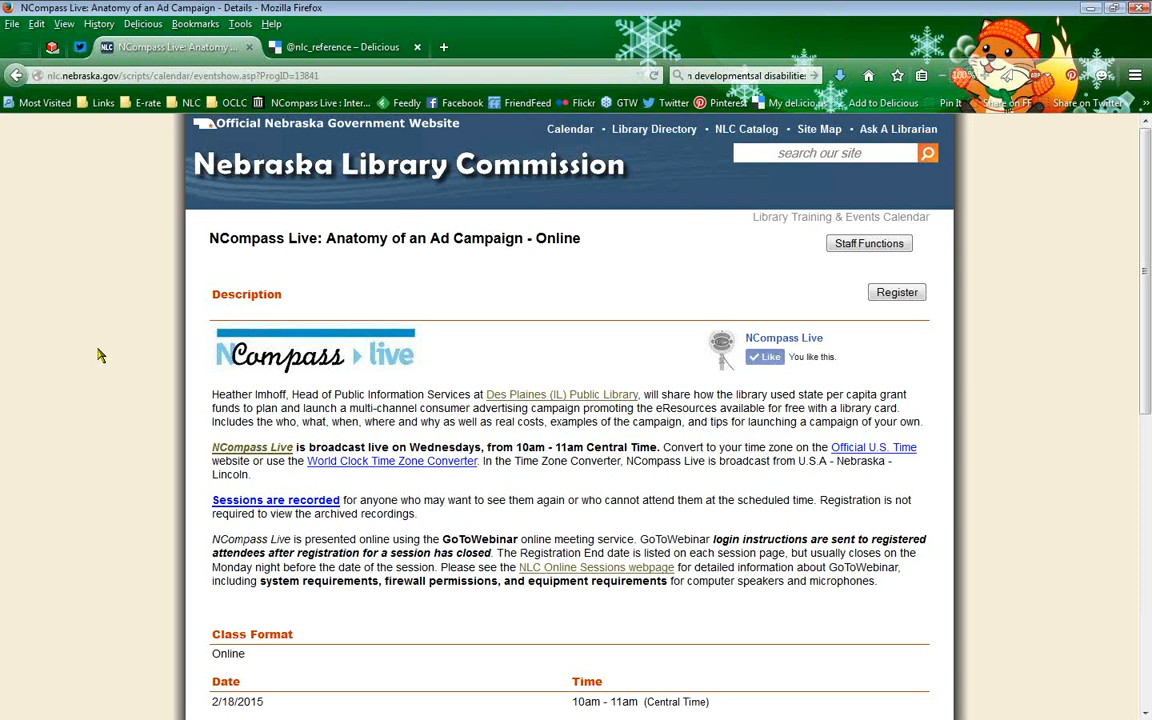 NCompass Live: Anatomy of an Ad Campaign - Details - Mozilla Firefox
File Edit View History Delicious Bookmarks Tools Help
NLC NCompass Live: Anatomy ... × @nlc_reference – Delicious × +
nlc.nebraska.gov/scripts/calendar/eventshow.asp?ProgID=13841 n developmentsal disabilities 100% ABP
Most Visited Links E-rate NLC OCLC NCompass Live : Inter... Feedly Facebook FriendFeed Flickr GTW Twitter Pinterest My del.icio Add to Delicious Pin It Share on FF Share on Twitter
Official Nebraska Government Website
Calendar • Library Directory • NLC Catalog • Site Map • Ask A Librarian
Nebraska Library Commission
search our site
Library Training & Events Calendar
NCompass Live: Anatomy of an Ad Campaign - Online
Staff Functions
Description
Register
NCompass live
NCompass Live
Like You like this.
Heather Imhoff, Head of Public Information Services at Des Plaines (IL) Public Library, will share how the library used state per capita grant
funds to plan and launch a multi-channel consumer advertising campaign promoting the eResources available for free with a library card.
Includes the who, what, when, where and why as well as real costs, examples of the campaign, and tips for launching a campaign of your own.
NCompass Live is broadcast live on Wednesdays, from 10am - 11am Central Time. Convert to your time zone on the Official U.S. Time
website or use the World Clock Time Zone Converter. In the Time Zone Converter, NCompass Live is broadcast from U.S.A - Nebraska -
Lincoln.
Sessions are recorded for anyone who may want to see them again or who cannot attend them at the scheduled time. Registration is not
required to view the archived recordings.
NCompass Live is presented online using the GoToWebinar online meeting service. GoToWebinar login instructions are sent to registered
attendees after registration for a session has closed. The Registration End date is listed on each session page, but usually closes on the
Monday night before the date of the session. Please see the NLC Online Sessions webpage for detailed information about GoToWebinar,
including system requirements, firewall permissions, and equipment requirements for computer speakers and microphones.
Class Format
Online
Date Time
2/18/2015 10am - 11am (Central Time)